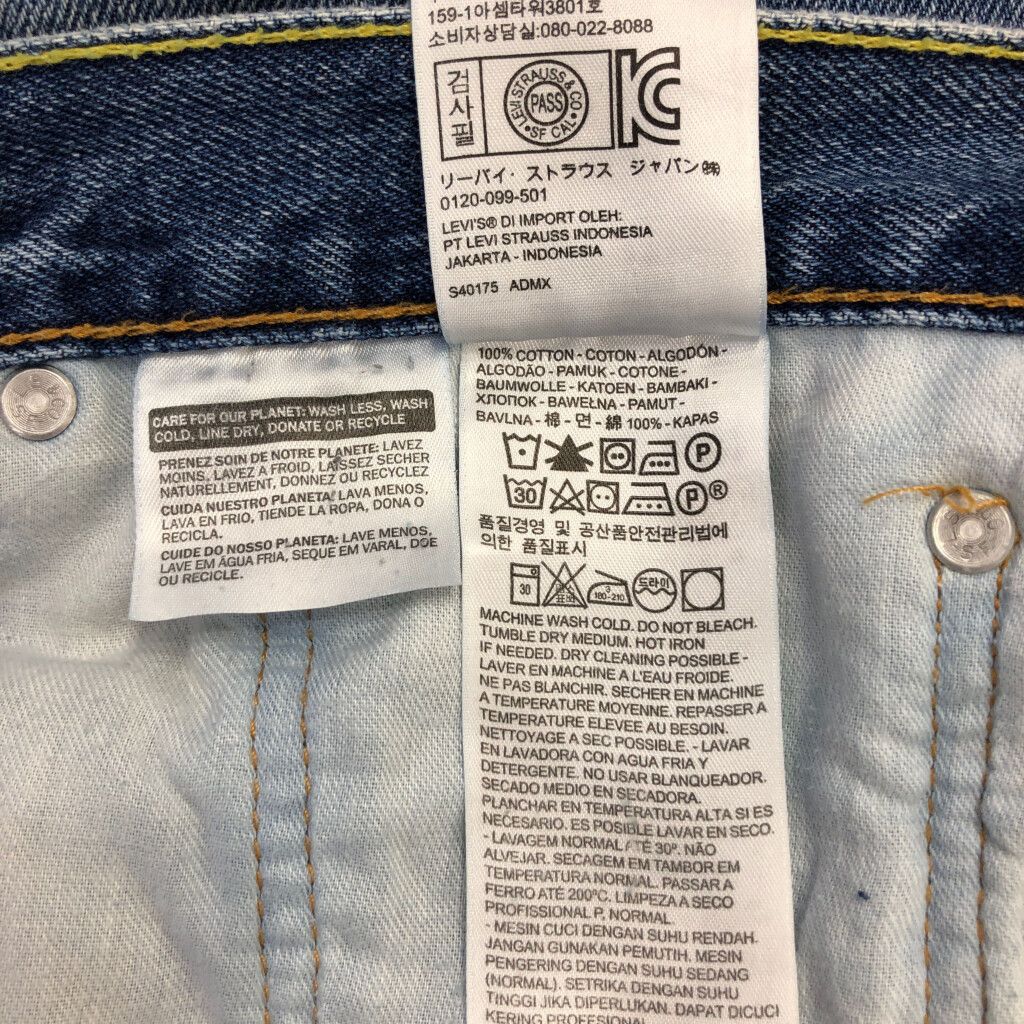 159-1아셈타워3801호
소비자상담실:080-022-8088
검사필
LEVI STRAUSS & CO
PASS
SF CAL
リーバイ・ストラウス ジャパン㈱
0120-099-501
LEVI'S® DI IMPORT OLEH:
PT LEVI STRAUSS INDONESIA
JAKARTA - INDONESIA
S40175 ADMX
CARE FOR OUR PLANET: WASH LESS, WASH
COLD, LINE DRY, DONATE OR RECYCLE
PRENEZ SOIN DE NOTRE PLANETE: LAVEZ
MOINS, LAVEZ A FROID, LAISSEZ SECHER
NATURELLEMENT, DONNEZ OU RECYCLEZ
CUIDA NUESTRO PLANETA: LAVA MENOS,
LAVA EN FRIO, TIENDE LA ROPA, DONA O
RECICLA.
CUIDE DO NOSSO PLANETA: LAVE MENOS,
LAVE EM ÁGUA FRIA, SEQUE EM VARAL, DOE
OU RECICLE.
100% COTTON - COTON - ALGODÓN -
ALGODÃO - PAMUK - COTONE -
BAUMWOLLE - KATOEN - BAMBAKI -
ХЛОПОК - BAWEŁNA - PAMUT -
BAVLNA - 棉 - 면 - 綿 100% - KAPAS
P
30 P®
품질경영 및 공산품안전관리법에
의한 품질표시
30 표백 3 180-210 드라이
MACHINE WASH COLD. DO NOT BLEACH.
TUMBLE DRY MEDIUM. HOT IRON
IF NEEDED. DRY CLEANING POSSIBLE -
LAVER EN MACHINE A L'EAU FROIDE.
NE PAS BLANCHIR. SECHER EN MACHINE
A TEMPERATURE MOYENNE. REPASSER A
TEMPERATURE ELEVEE AU BESOIN.
NETTOYAGE A SEC POSSIBLE. - LAVAR
EN LAVADORA CON AGUA FRIA Y
DETERGENTE. NO USAR BLANQUEADOR.
SECADO MEDIO EN SECADORA.
PLANCHAR EN TEMPERATURA ALTA SI ES
NECESARIO. ES POSIBLE LAVAR EN SECO.
- LAVAGEM NORMAL ATÉ 30º. NÃO
ALVEJAR. SECAGEM EM TAMBOR EM
TEMPERATURA NORMAL. PASSAR A
FERRO ATÉ 200ºC. LIMPEZA A SECO
PROFISSIONAL P, NORMAL
- MESIN CUCI DENGAN SUHU RENDAH.
JANGAN GUNAKAN PEMUTIH. MESIN
PENGERING DENGAN SUHU SEDANG
(NORMAL). SETRIKA DENGAN SUHU
TINGGI JIKA DIPERLUKAN. DAPAT DICUCI
KERING PROFESIONAL